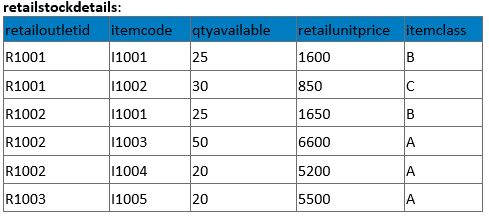 retailstockdetails:
retailoutletid itemcode qtyavailable retailunitprice itemclass
R1001 I1001 25 1600 B
R1001 I1002 30 850 C
R1002 I1001 25 1650 B
R1002 I1003 50 6600 A
R1002 I1004 20 5200 A
R1003 I1005 20 5500 A